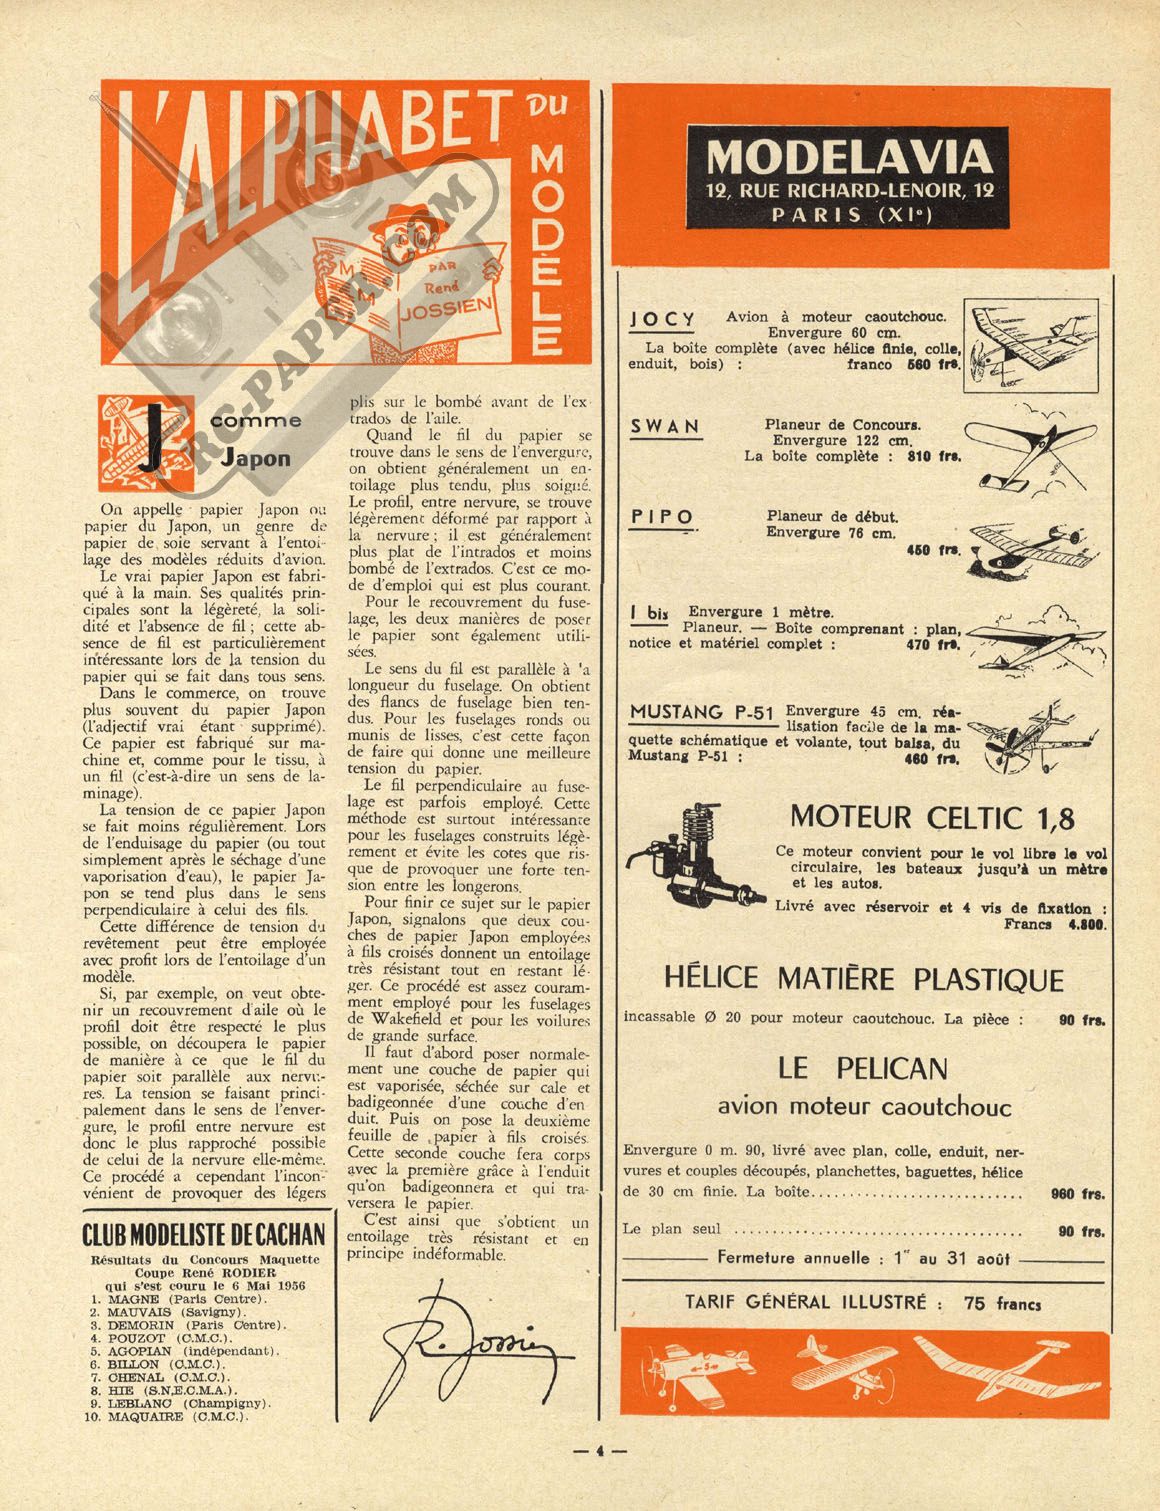 L'ALPHABET DU
MODÈLE
M
M
M
PAR
René
JOSSIEN
RC-PAPER.COM
J comme
Japon
On appelle papier Japon ou
papier du Japon, un genre de
papier de soie servant à l'entoi-
lage des modèles réduits d'avion.
Le vrai papier Japon est fabri-
qué à la main. Ses qualités prin-
cipales sont la légèreté, la soli-
dité et l'absence de fil ; cette ab-
sence de fil est particulièrement
intéressante lors de la tension du
papier qui se fait dans tous sens.
Dans le commerce, on trouve
plus souvent du papier Japon
(l'adjectif vrai étant supprimé).
Ce papier est fabriqué sur ma-
chine et, comme pour le tissu, à
un fil (c'est-à-dire un sens de la-
minage).
La tension de ce papier Japon
se fait moins régulièrement. Lors
de l'enduisage du papier (ou tout
simplement après le séchage d'une
vaporisation d'eau), le papier Ja-
pon se tend plus dans le sens
perpendiculaire à celui des fils.
Cette différence de tension du
revêtement peut être employée
avec profit lors de l'entoilage d'un
modèle.
Si, par exemple, on veut obte-
nir un recouvrement d'aile où le
profil doit être respecté le plus
possible, on découpera le papier
de manière à ce que le fil du
papier soit parallèle aux nervu-
res. La tension se faisant princi-
palement dans le sens de l'enver-
gure, le profil entre nervure est
donc le plus rapproché possible
de celui de la nervure elle-même.
Ce procédé a cependant l'incon-
vénient de provoquer des légers
plis sur le bombé avant de l'ex-
trados de l'aile.
Quand le fil du papier se
trouve dans le sens de l'envergure,
on obtient généralement un en-
toilage plus tendu, plus soigné.
Le profil, entre nervure, se trouve
légèrement déformé par rapport à
la nervure ; il est généralement
plus plat de l'intrados et moins
bombé de l'extrados. C'est ce mo-
de d'emploi qui est plus courant.
Pour le recouvrement du fuse-
lage, les deux manières de poser
le papier sont également utili-
sées.
Le sens du fil est parallèle à 'a
longueur du fuselage. On obtient
des flancs de fuselage bien ten-
dus. Pour les fuselages ronds ou
munis de lisses, c'est cette façon
de faire qui donne une meilleure
tension du papier.
Le fil perpendiculaire au fuse-
lage est parfois employé. Cette
méthode est surtout intéressante
pour les fuselages construits légè-
rement et évite les cotes que ris-
que de provoquer une forte ten-
sion entre les longerons.
Pour finir ce sujet sur le papier
Japon, signalons que deux cou-
ches de papier Japon employées
à fils croisés donnent un entoilage
très résistant tout en restant lé-
ger. Ce procédé est assez couram-
ment employé pour les fuselages
de Wakefield et pour les voilures
de grande surface.
Il faut d'abord poser normale-
ment une couche de papier qui
est vaporisée, séchée sur cale et
badigeonnée d'une couche d'en
duit. Puis on pose la deuxième
feuille de papier à fils croisés.
Cette seconde couche fera corps
avec la première grâce à l'enduit
qu'on badigeonnera et qui tra-
versera le papier.
C'est ainsi que s'obtient un
entoilage très résistant et en
principe indéformable.
R. Jossien
CLUB MODELISTE DE CACHAN
Résultats du Concours Maquette
Coupe René RODIER
qui s'est couru le 6 Mai 1956
1. MAGNE (Paris Centre).
2. MAUVAIS (Savigny).
3. DEMORIN (Paris Centre).
4. POUZOT (C.M.C.).
5. AGOPIAN (indépendant).
6. BILLON (C.M.C.).
7. CHENAL (C.M.C.).
8. HIE (S.N.E.C.M.A.).
9. LEBLANC (Champigny).
10. MAQUAIRE (C.M.C.).
MODELAVIA
12, RUE RICHARD-LENOIR, 12
PARIS (XIe)
JOCY Avion à moteur caoutchouc.
Envergure 60 cm.
La boîte complète (avec hélice finie, colle,
enduit, bois) : franco 560 frs.
SWAN Planeur de Concours.
Envergure 122 cm.
La boîte complète : 810 frs.
PIPO Planeur de début.
Envergure 76 cm.
450 frs.
I bis Envergure 1 mètre.
Planeur. — Boîte comprenant : plan,
notice et matériel complet : 470 frs.
MUSTANG P-51 Envergure 45 cm. réa-
lisation facile de la ma-
quette schématique et volante, tout balsa, du
Mustang P-51 : 460 frs.
MOTEUR CELTIC 1,8
Ce moteur convient pour le vol libre le vol
circulaire, les bateaux jusqu'à un mètre
et les autos.
Livré avec réservoir et 4 vis de fixation :
Francs 4.800.
HÉLICE MATIÈRE PLASTIQUE
incassable Ø 20 pour moteur caoutchouc. La pièce : 90 frs.
LE PELICAN
avion moteur caoutchouc
Envergure 0 m. 90, livré avec plan, colle, enduit, ner-
vures et couples découpés, planchettes, baguettes, hélice
de 30 cm finie. La boîte.......................... 960 frs.
Le plan seul .................................... 90 frs.
Fermeture annuelle : 1er au 31 août
TARIF GÉNÉRAL ILLUSTRÉ : 75 francs
5
— 4 —